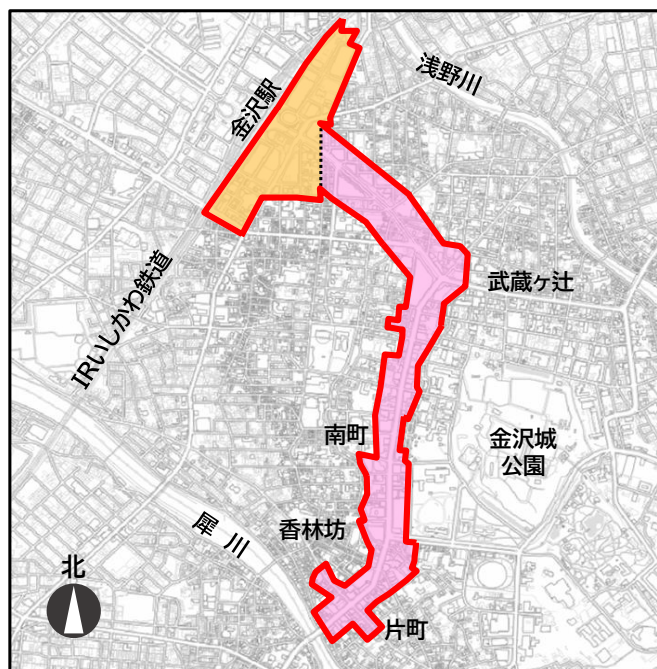 浅野川
金沢駅
武蔵ヶ辻
IRいしかわ鉄道
南町
金沢城
公園
香林坊
犀川
北
片町